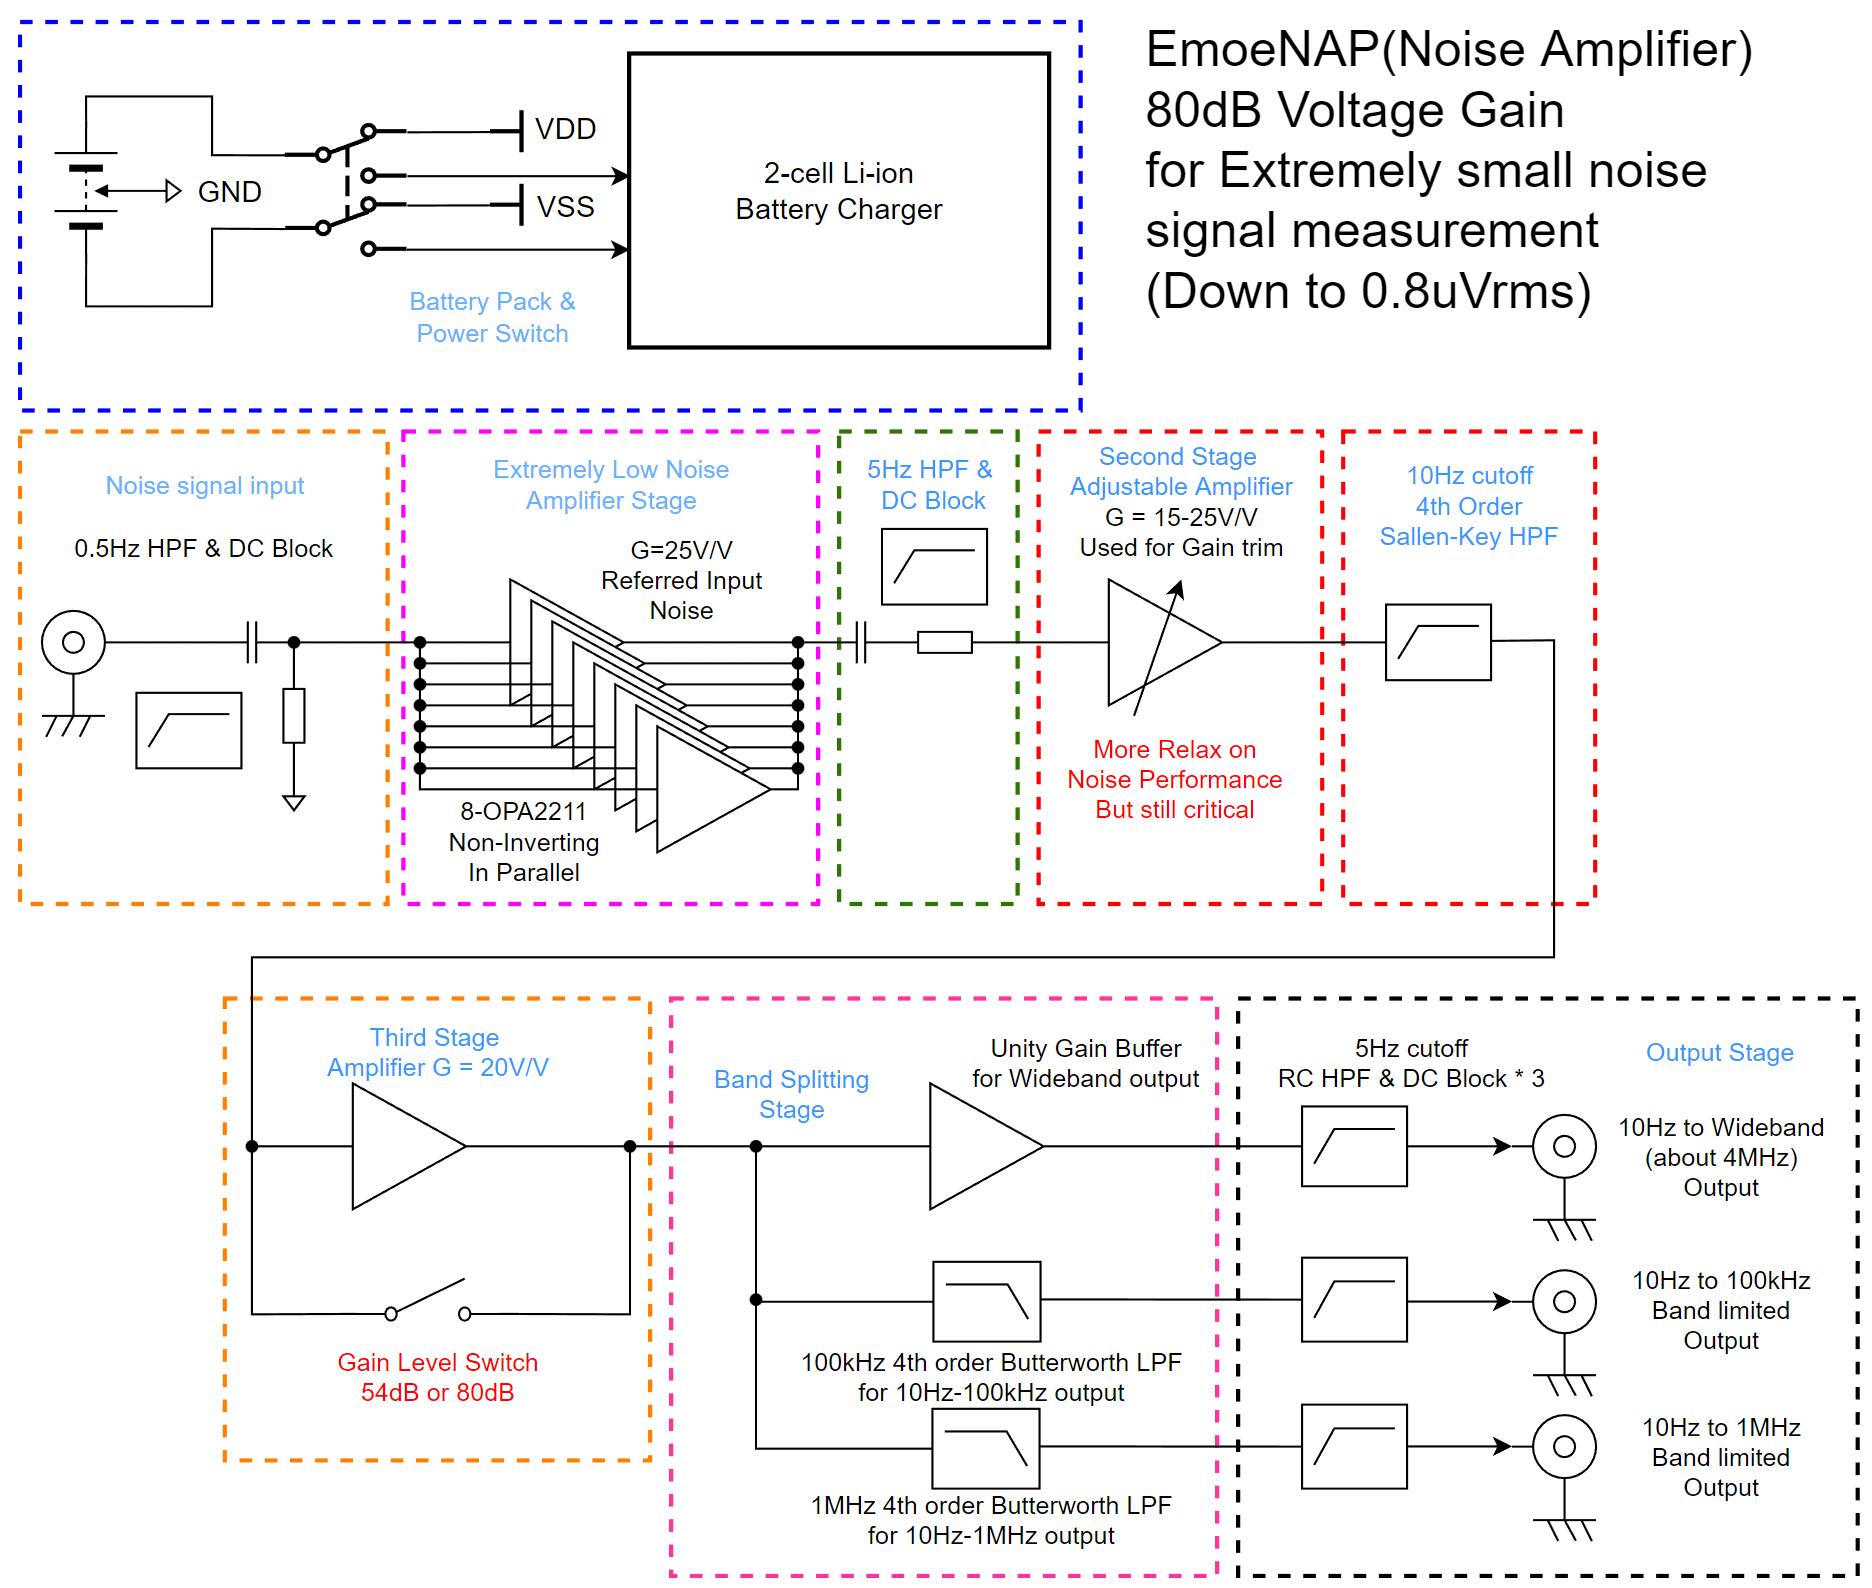 EmoeNAP(Noise Amplifier)
80dB Voltage Gain
for Extremely small noise
signal measurement
(Down to 0.8uVrms)
VDD
GND
VSS
2-cell Li-ion
Battery Charger
Battery Pack &
Power Switch
Noise signal input
0.5Hz HPF & DC Block
Extremely Low Noise
Amplifier Stage
G=25V/V
Referred Input
Noise
8-OPA2211
Non-Inverting
In Parallel
5Hz HPF &
DC Block
Second Stage
Adjustable Amplifier
G = 15-25V/V
Used for Gain trim
More Relax on
Noise Performance
But still critical
10Hz cutoff
4th Order
Sallen-Key HPF
Third Stage
Amplifier G = 20V/V
Gain Level Switch
54dB or 80dB
Band Splitting
Stage
Unity Gain Buffer
for Wideband output
100kHz 4th order Butterworth LPF
for 10Hz-100kHz output
1MHz 4th order Butterworth LPF
for 10Hz-1MHz output
5Hz cutoff
RC HPF & DC Block * 3
Output Stage
10Hz to Wideband
(about 4MHz)
Output
10Hz to 100kHz
Band limited
Output
10Hz to 1MHz
Band limited
Output